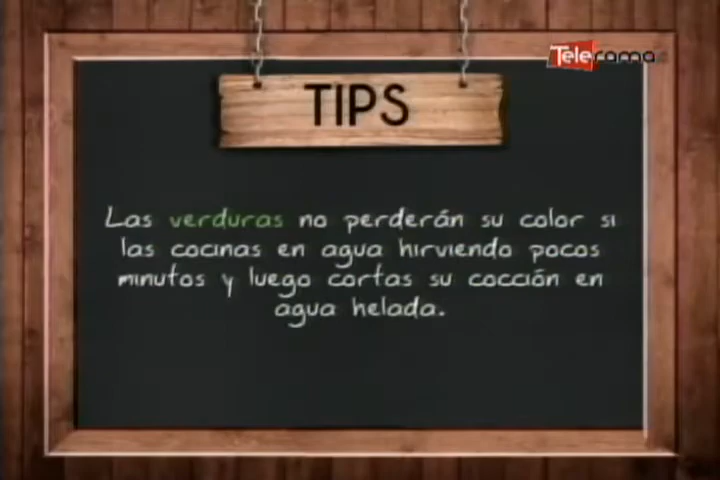 Telerama
TIPS
Las verduras no perderán su color si
las cocinas en agua hirviendo pocos
minutos y luego cortas su cocción en
agua helada.